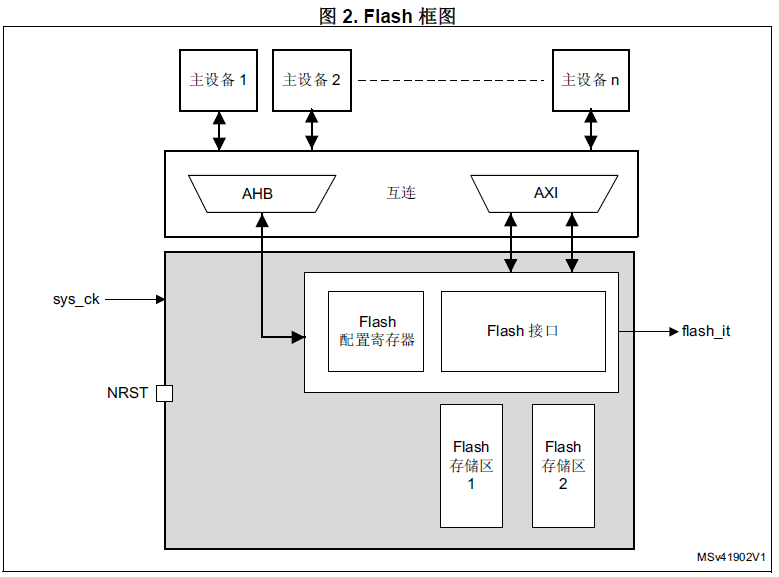 图 2. Flash 框图
主设备 1
主设备 2
主设备 n
AHB
互连
AXI
sys_ck
Flash
配置寄存器
Flash 接口
flash_it
NRST
Flash
存储区
1
Flash
存储区
2
MSv41902V1